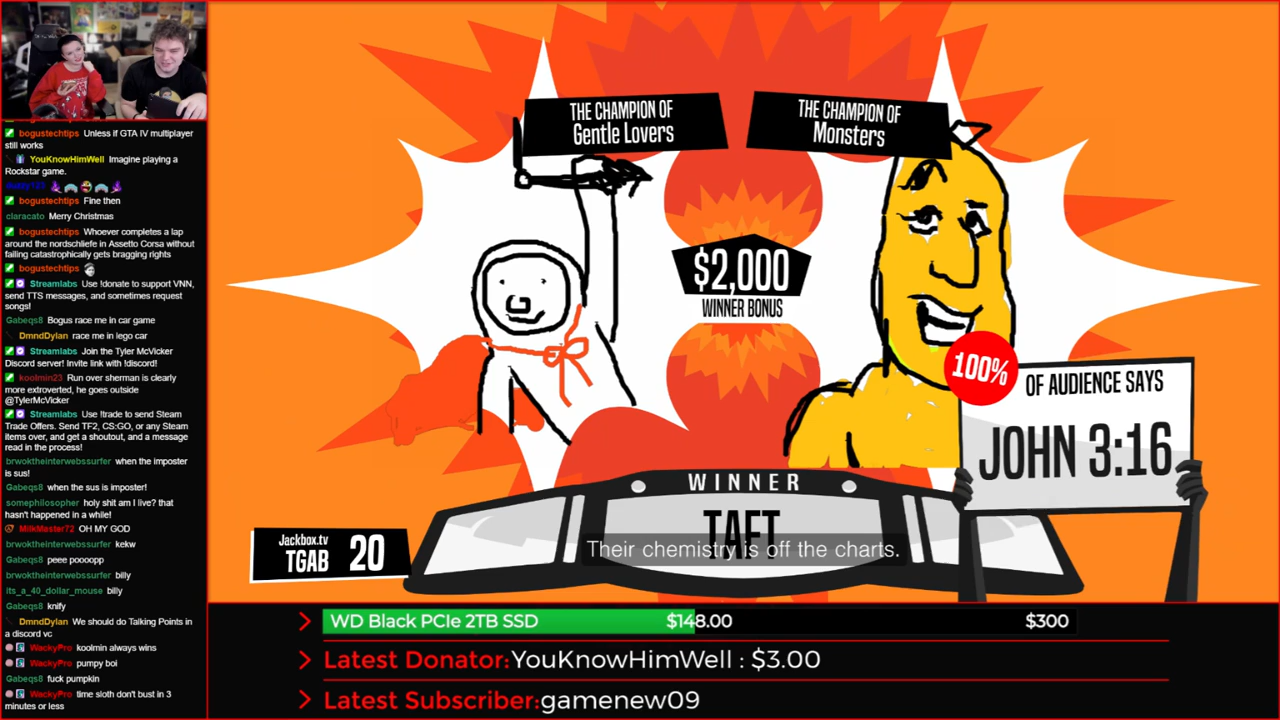 bogustechtips Unless if GTA IV multiplayer
still works
YouKnowHimWell Imagine playing a
Rockstar game.
bogustechtips Fine then
claracato Merry Christmas
bogustechtips Whoever completes a lap
around the nordschliefe in Assetto Corsa without
falling catastrophically gets bragging rights
bogustechtips
Streamlabs Use !donate to support VNN,
send TTS messages, and sometimes request
songs!
Gabeqs8 Bogus race me in car game
DmndDylan race me in lego car
Streamlabs Join the Tyler McVicker
Discord server! Invite link with !discord!
koolmin23 Run over sherman is clearly
more extroverted, he goes outside
@TylerMcVicker
Streamlabs Use !trade to send Steam
Trade Offers. Send TF2, CS:GO, or any Steam
items over, and get a shoutout, and a message
read in the process!
brwoktheinterwebssurfer when the imposter
is sus!
Gabeqs8 when the sus is imposter!
somephilosopher holy shit am I live? that
hasn't happened in a while!
MilkMaster72 OH MY GOD
brwoktheinterwebssurfer kekw
Gabeqs8 peee poooopp
brwoktheinterwebssurfer billy
its_a_40_dollar_mouse billy
Gabeqs8 knify
DmndDylan We should do Talking Points in
a discord vc
WackyPro koolmin always wins
WackyPro pumpy boi
Gabeqs8 fuck pumpkin
WackyPro time sloth don't bust in 3
minutes or less
THE CHAMPION OF
Gentle Lovers
THE CHAMPION OF
Monsters
$2,000
WINNER BONUS
100%
OF AUDIENCE SAYS
JOHN 3:16
WINNER
TAFT
Their chemistry is off the charts.
Jackbox.tv
TGAB 20
WD Black PCIe 2TB SSD $148.00 $300
Latest Donator:YouKnowHimWell : $3.00
Latest Subscriber:gamenew09